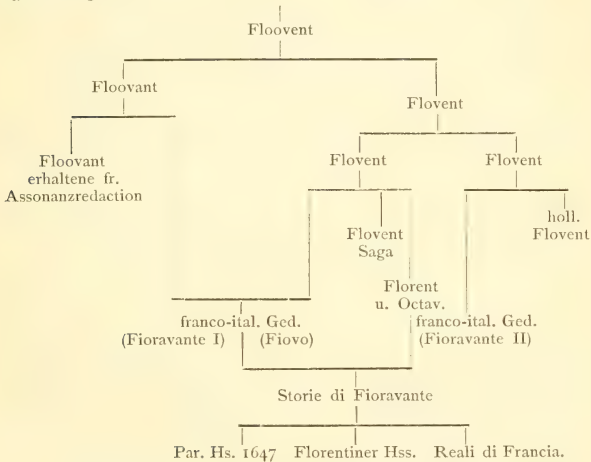 Floovent
Floovant
Flovent
Floovant
erhaltene fr.
Assonanzredaction
Flovent
Flovent
Flovent
Saga
holl.
Flovent
Florent
u. Octav.
franco-ital. Ged.
(Fioravante I) (Fiovo)
franco-ital. Ged.
(Fioravante II)
Storie di Fioravante
Par. Hs. 1647 Florentiner Hss. Reali di Francia.